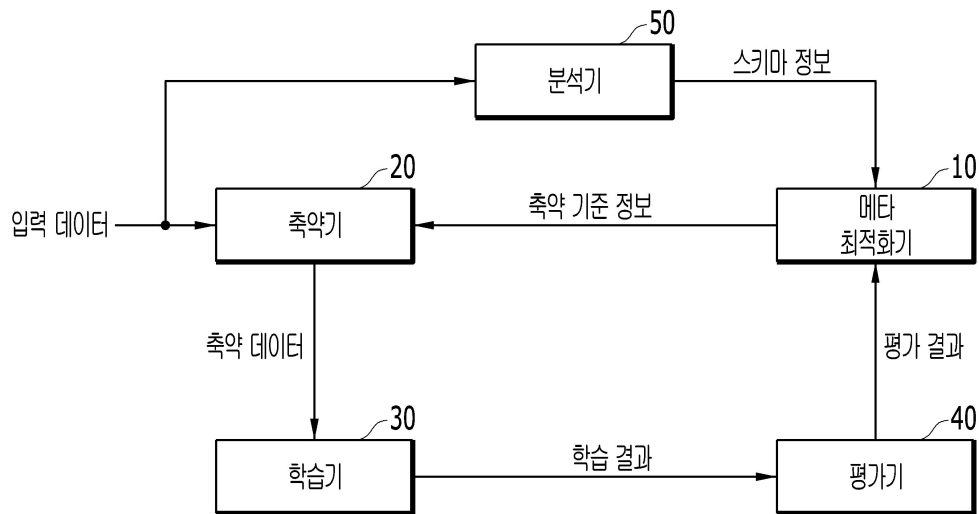 50
분석기
스키마 정보
20
10
입력 데이터
축약기
축약 기준 정보
메타
최적화기
축약 데이터
평가 결과
30
40
학습기
학습 결과
평가기